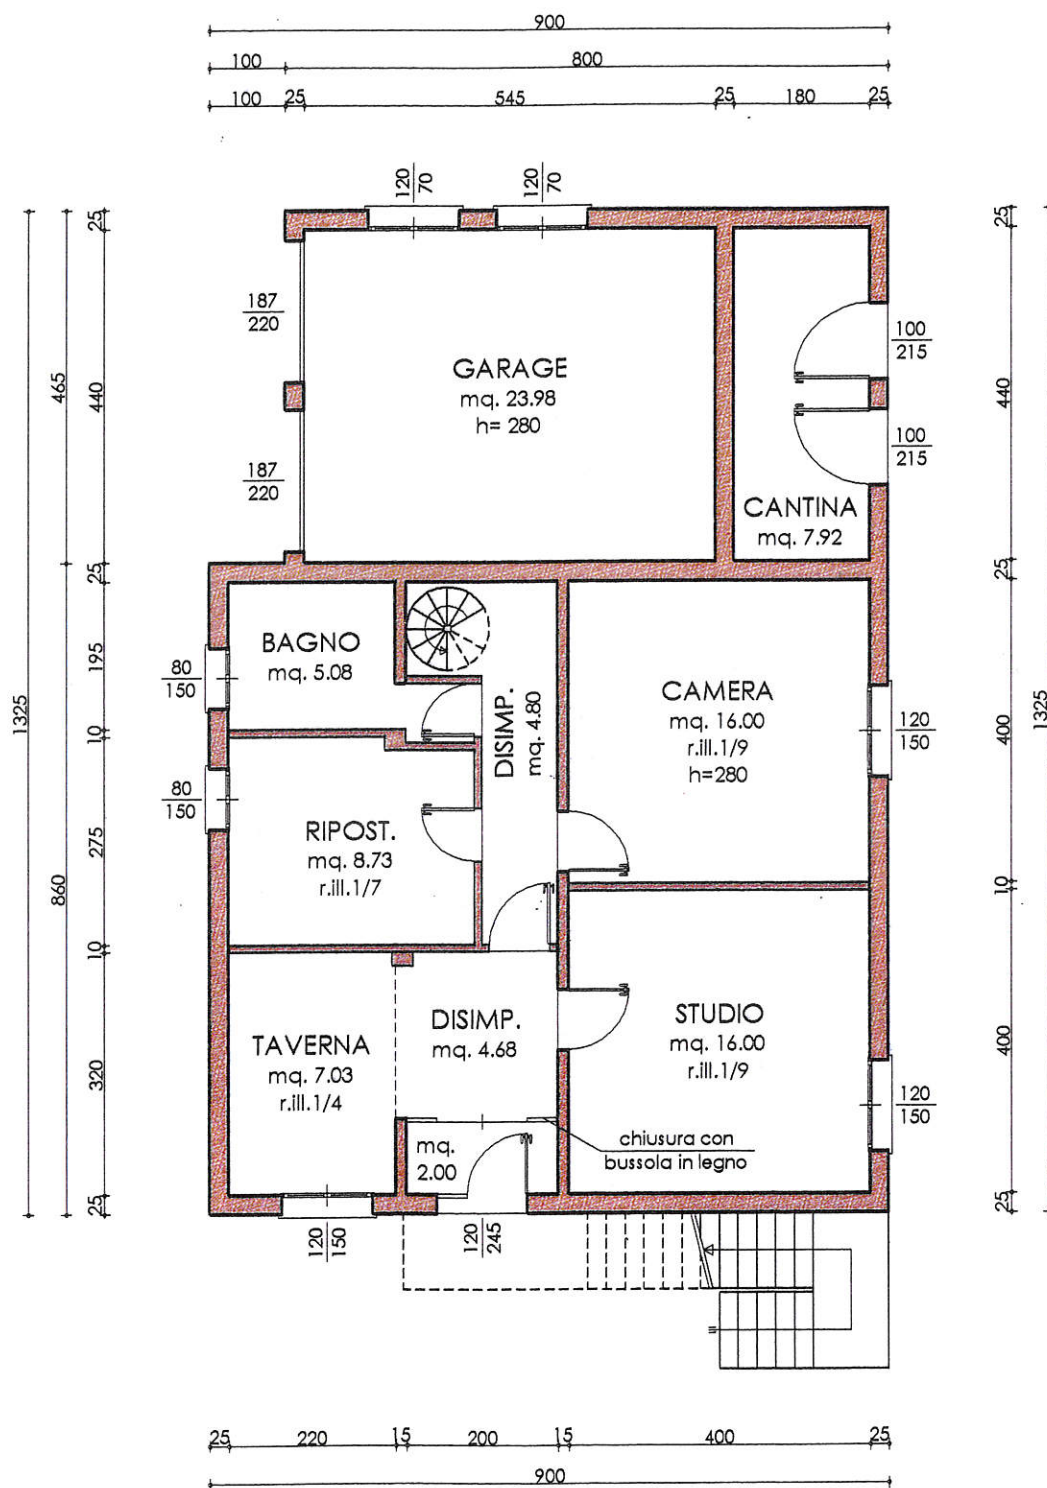 900
100 800
100 25 545 25 180 25
120
70
120
70
25
440
465
1325
25
440
1325
187
220
187
220
GARAGE
mq. 23.98
h= 280
100
215
100
215
CANTINA
mq. 7.92
25
195
10
275
10
320
25
860
25
400
10
400
25
BAGNO
mq. 5.08
80
150
80
150
DISIMP.
mq. 4.80
CAMERA
mq. 16.00
r.ill.1/9
h=280
120
150
RIPOST.
mq. 8.73
r.ill.1/7
TAVERNA
mq. 7.03
r.ill.1/4
DISIMP.
mq. 4.68
STUDIO
mq. 16.00
r.ill.1/9
120
150
mq.
2.00
chiusura con
bussola in legno
120
150
120
245
25 220 15 200 15 400 25
900